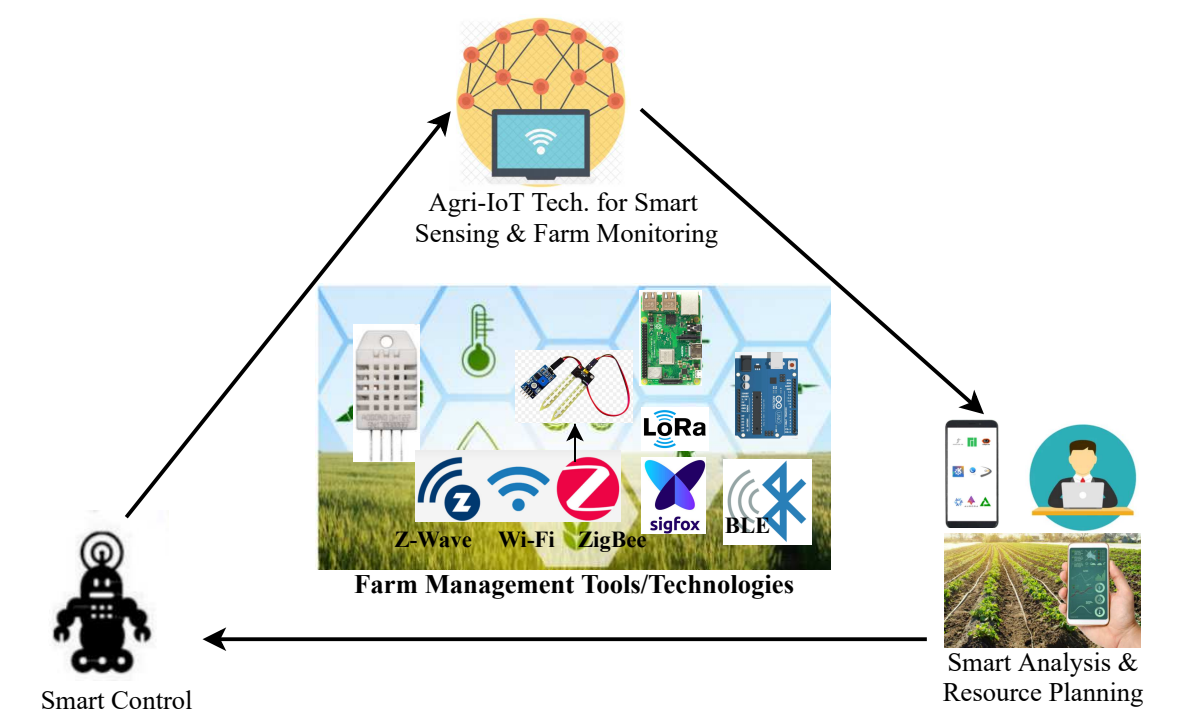 Agri-IoT Tech. for Smart
Sensing & Farm Monitoring
LoRa
Z
Z
sigfox
BLE
Z-Wave
Wi-Fi
ZigBee
Farm Management Tools/Technologies
Smart Control
Smart Analysis &
Resource Planning